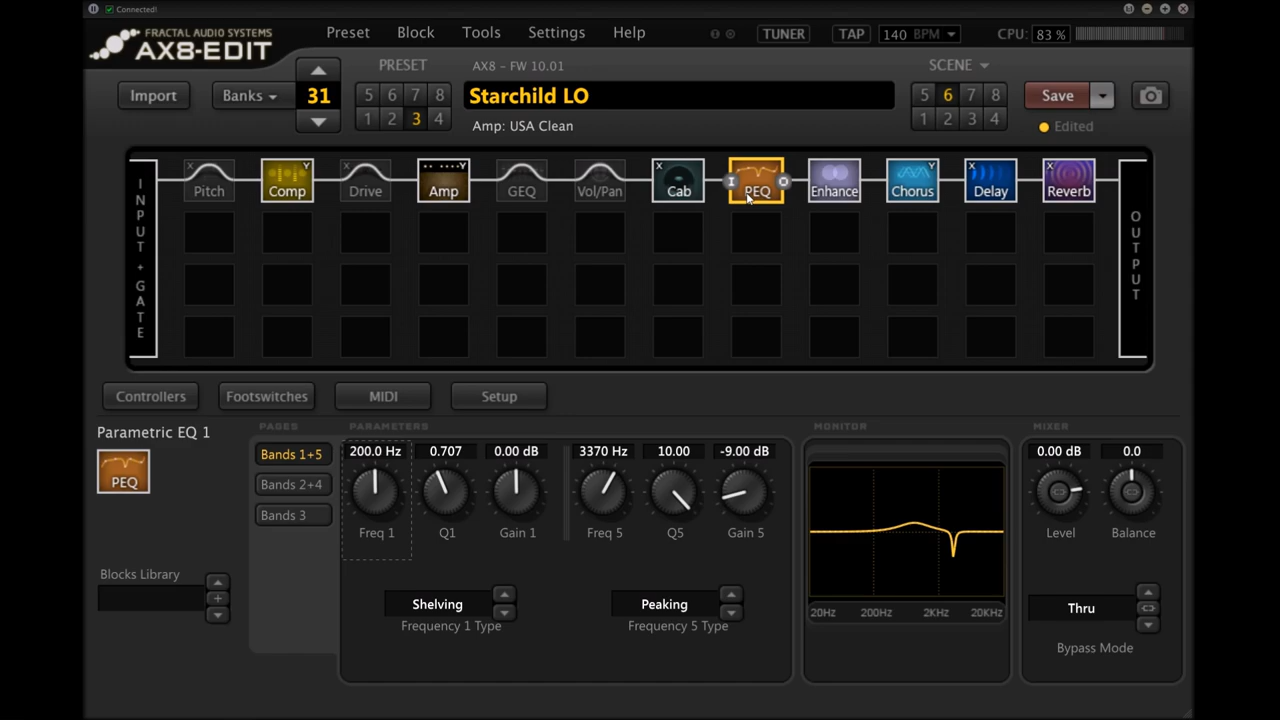 Connected!
FRACTAL AUDIO SYSTEMS
AX8-EDIT
Preset Block Tools Settings Help
TUNER TAP 140 BPM CPU: 83 %
Import Banks 31
PRESET
5 6 7 8
1 2 3 4
AX8 - FW 10.01
Starchild LO
Amp: USA Clean
SCENE
5 6 7 8
1 2 3 4
Save
Edited
INPUT + GATE
X Pitch
Y Comp
X Drive
Y Amp
GEQ
Vol/Pan
X Cab
I PEQ O
Enhance
Y Chorus
X Delay
X Reverb
OUTPUT
Controllers Footswitches MIDI Setup
Parametric EQ 1
PEQ
Blocks Library
+
PAGES
Bands 1+5
Bands 2+4
Bands 3
PARAMETERS
200.0 Hz 0.707 0.00 dB 3370 Hz 10.00 -9.00 dB
Freq 1 Q1 Gain 1 Freq 5 Q5 Gain 5
Shelving Peaking
Frequency 1 Type Frequency 5 Type
MONITOR
20Hz 200Hz 2KHz 20KHz
MIXER
0.00 dB 0.0
Level Balance
Thru
Bypass Mode